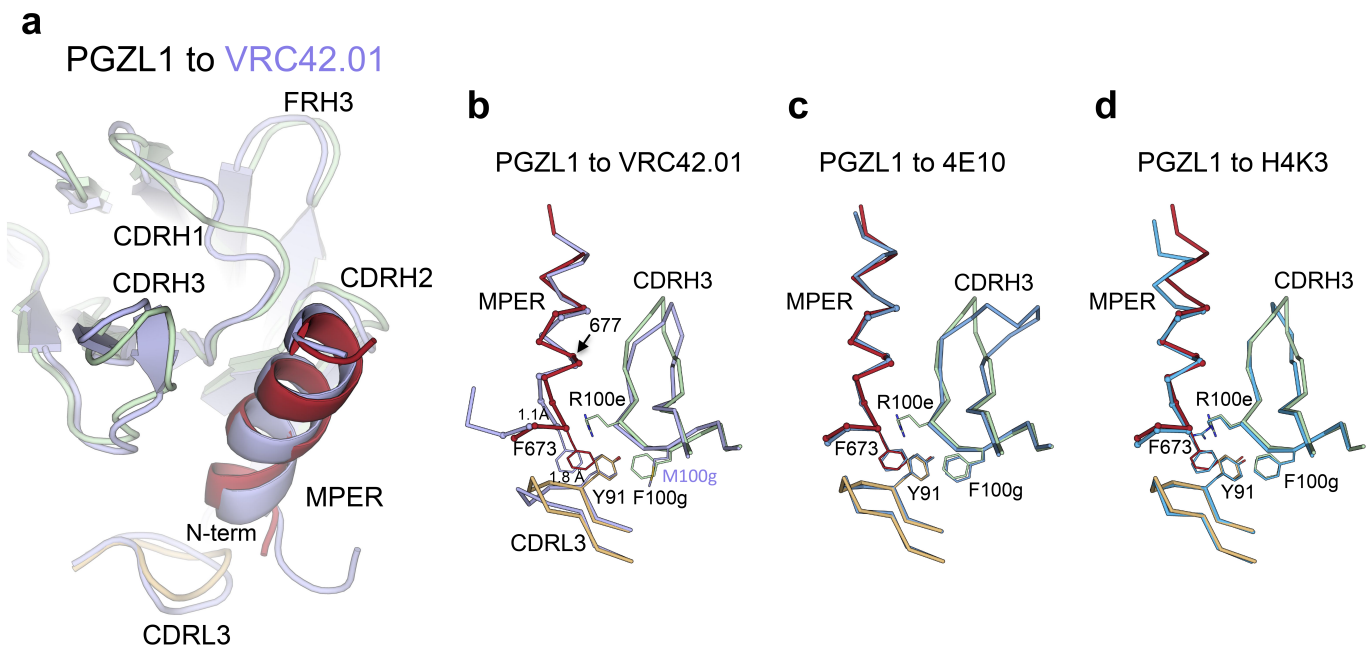 a
PGZL1 to VRC42.01
FRH3
CDRH1
CDRH3
CDRH2
MPER
N-term
CDRL3
b
PGZL1 to VRC42.01
CDRH3
MPER
677
R100e
1.1Å
F673
M100g
1.8 Å
Y91
F100g
CDRL3
c
PGZL1 to 4E10
CDRH3
MPER
R100e
F673
Y91
F100g
d
PGZL1 to H4K3
CDRH3
MPER
R100e
F673
Y91
F100g